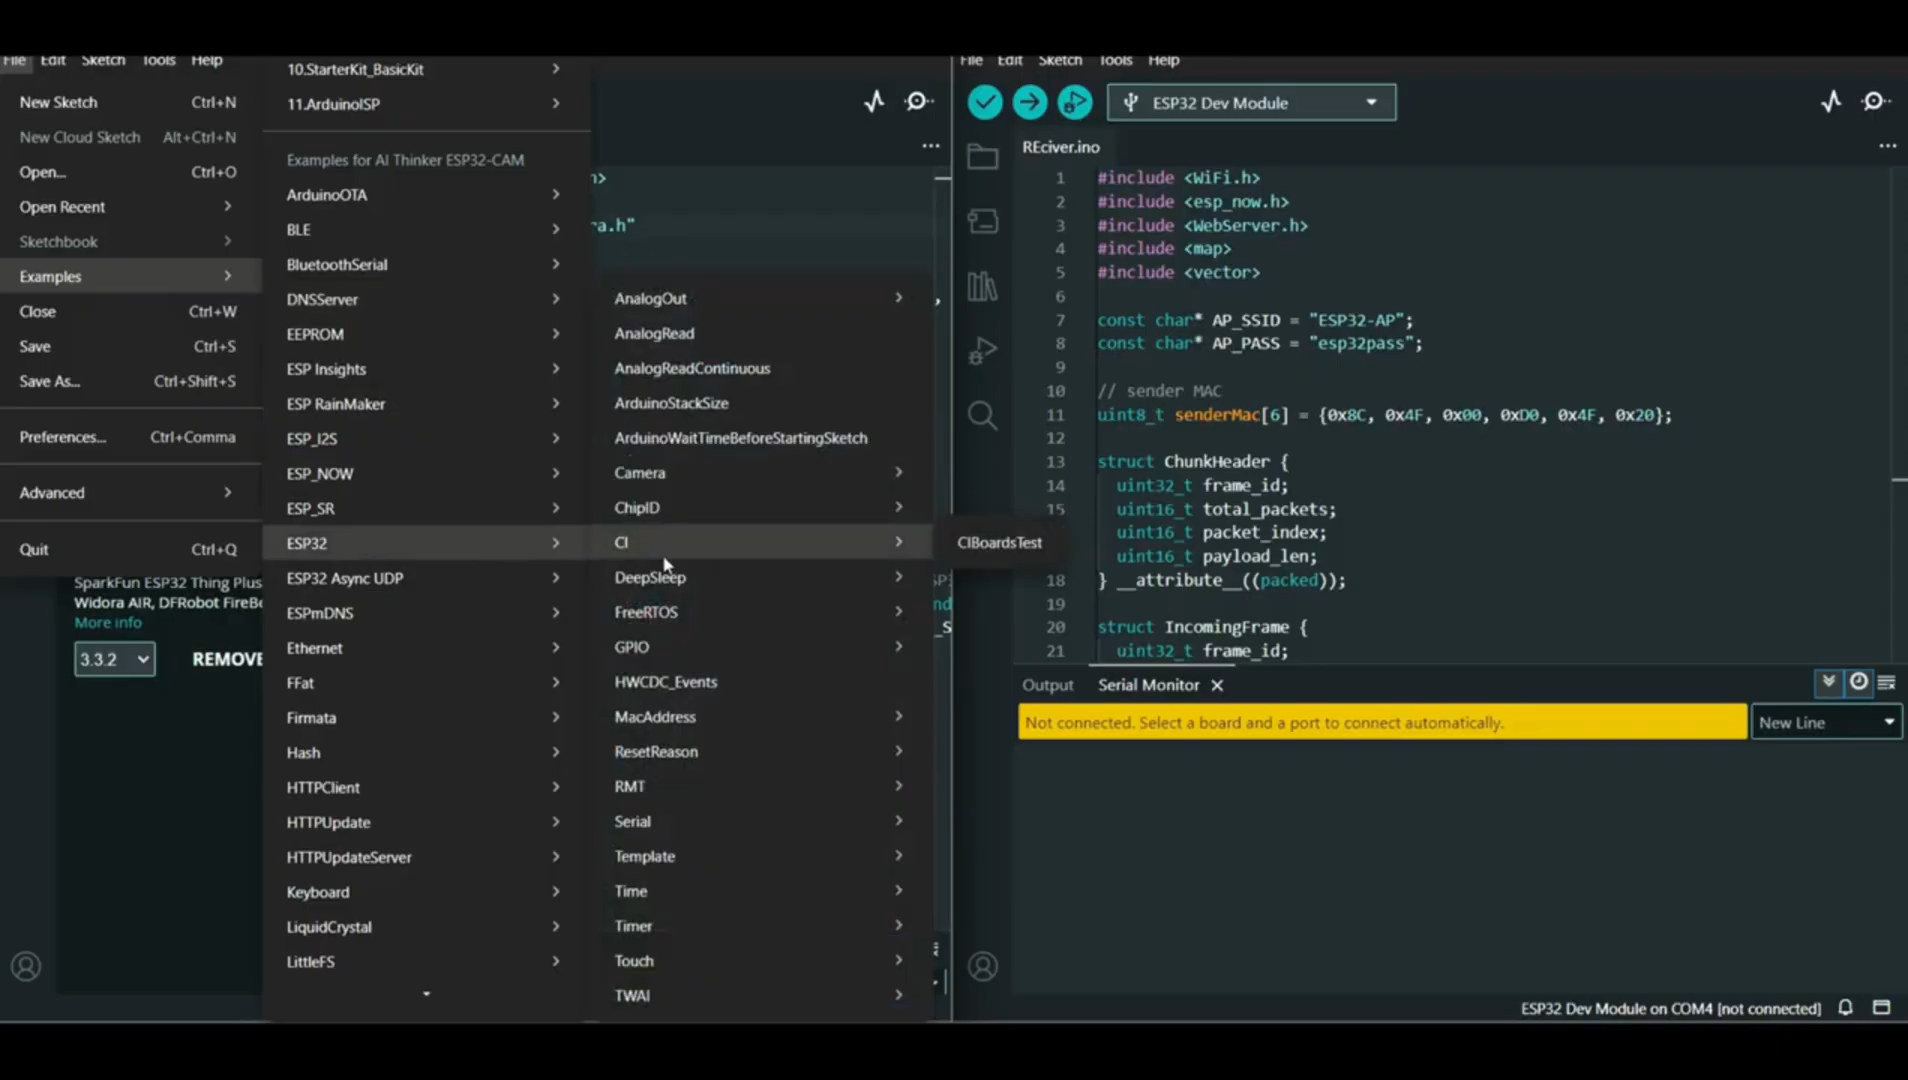 File Edit Sketch Tools Help
New Sketch Ctrl+N
New Cloud Sketch Alt+Ctrl+N
Open... Ctrl+O
Open Recent
Sketchbook
Examples
Close Ctrl+W
Save Ctrl+S
Save As... Ctrl+Shift+S
Preferences... Ctrl+Comma
Advanced
Quit Ctrl+Q
SparkFun ESP32 Thing Plus
Widora AIR, DFRobot FireBe
More info
3.3.2 REMOVE
10.StarterKit_BasicKit
11.ArduinoISP
Examples for AI Thinker ESP32-CAM
ArduinoOTA
BLE
BluetoothSerial
DNSServer
EEPROM
ESP Insights
ESP RainMaker
ESP_I2S
ESP_NOW
ESP_SR
ESP32
ESP32 Async UDP
ESPmDNS
Ethernet
FFat
Firmata
Hash
HTTPClient
HTTPUpdate
HTTPUpdateServer
Keyboard
LiquidCrystal
LittleFS
h>
ra.h"
AnalogOut
AnalogRead
AnalogReadContinuous
ArduinoStackSize
ArduinoWaitTimeBeforeStartingSketch
Camera
ChipID
CI
DeepSleep
FreeRTOS
GPIO
HWCDC_Events
MacAddress
ResetReason
RMT
Serial
Template
Time
Timer
Touch
TWAI
CIBoardsTest
File Edit Sketch Tools Help
ESP32 Dev Module
REciver.ino
1 #include <WiFi.h>
2 #include <esp_now.h>
3 #include <WebServer.h>
4 #include <map>
5 #include <vector>
6
7 const char* AP_SSID = "ESP32-AP";
8 const char* AP_PASS = "esp32pass";
9
10 // sender MAC
11 uint8_t senderMac[6] = {0x8C, 0x4F, 0x00, 0xD0, 0x4F, 0x20};
12
13 struct ChunkHeader {
14 uint32_t frame_id;
15 uint16_t total_packets;
uint16_t packet_index;
uint16_t payload_len;
18 } __attribute__((packed));
19
20 struct IncomingFrame {
21 uint32_t frame_id;
Output Serial Monitor
Not connected. Select a board and a port to connect automatically. New Line
ESP32 Dev Module on COM4 [not connected]